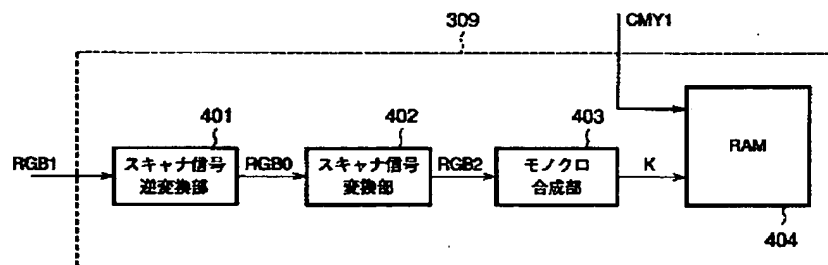 309
CMY1
401
402
403
RGB1
スキャナ信号
逆変換部
RGB0
スキャナ信号
変換部
RGB2
モノクロ
合成部
K
RAM
404